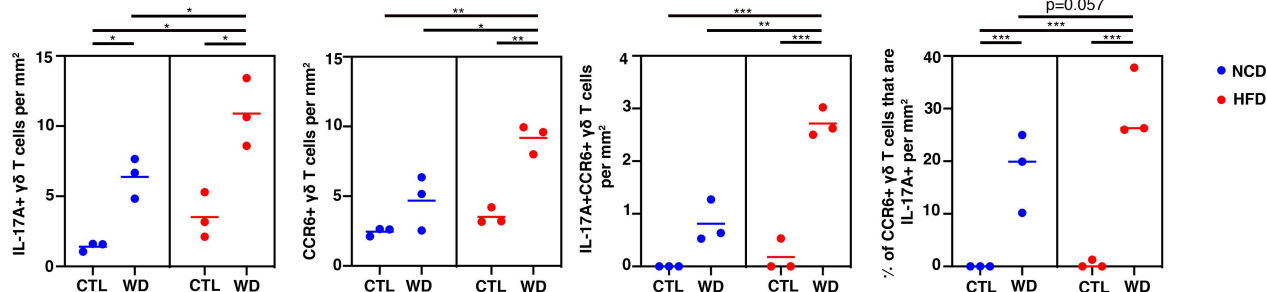 *
*
* *
IL-17A+ γδ T cells per mm²
15
10
5
0
CTL WD CTL WD
**
*
**
CCR6+ γδ T cells per mm²
15
10
5
0
CTL WD CTL WD
***
**
***
IL-17A+CCR6+ γδ T cells
per mm²
4
3
2
1
0
CTL WD CTL WD
p=0.057
***
*** ***
% of CCR6+ γδ T cells that are
IL-17A+ per mm²
40
30
20
10
0
CTL WD CTL WD
NCD
HFD